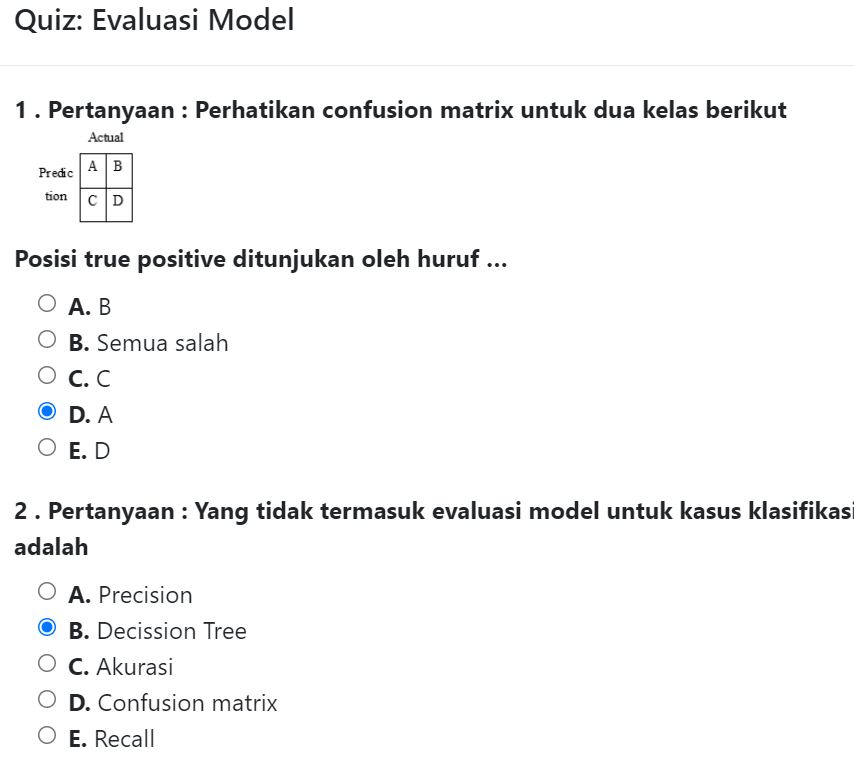 Quiz: Evaluasi Model
1 . Pertanyaan : Perhatikan confusion matrix untuk dua kelas berikut
Actual
Predic
tion
A B
C D
Posisi true positive ditunjukan oleh huruf ...
A. B
B. Semua salah
C. C
D. A
E. D
2 . Pertanyaan : Yang tidak termasuk evaluasi model untuk kasus klasifikasi
adalah
A. Precision
B. Decission Tree
C. Akurasi
D. Confusion matrix
E. Recall